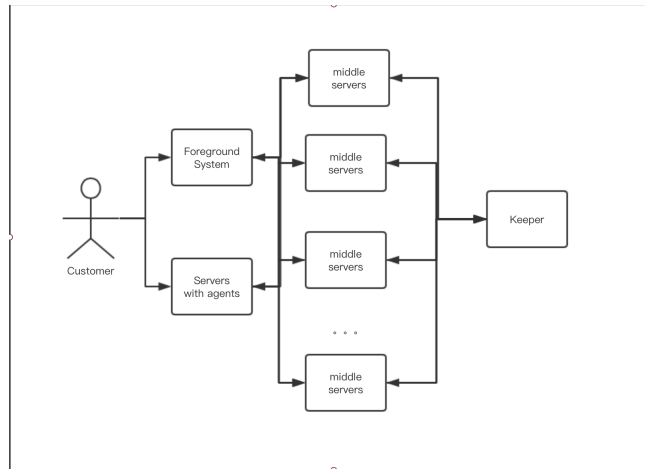 middle
servers
Foreground
System
middle
servers
Keeper
middle
servers
Customer
Servers
with agents
。。。
middle
servers